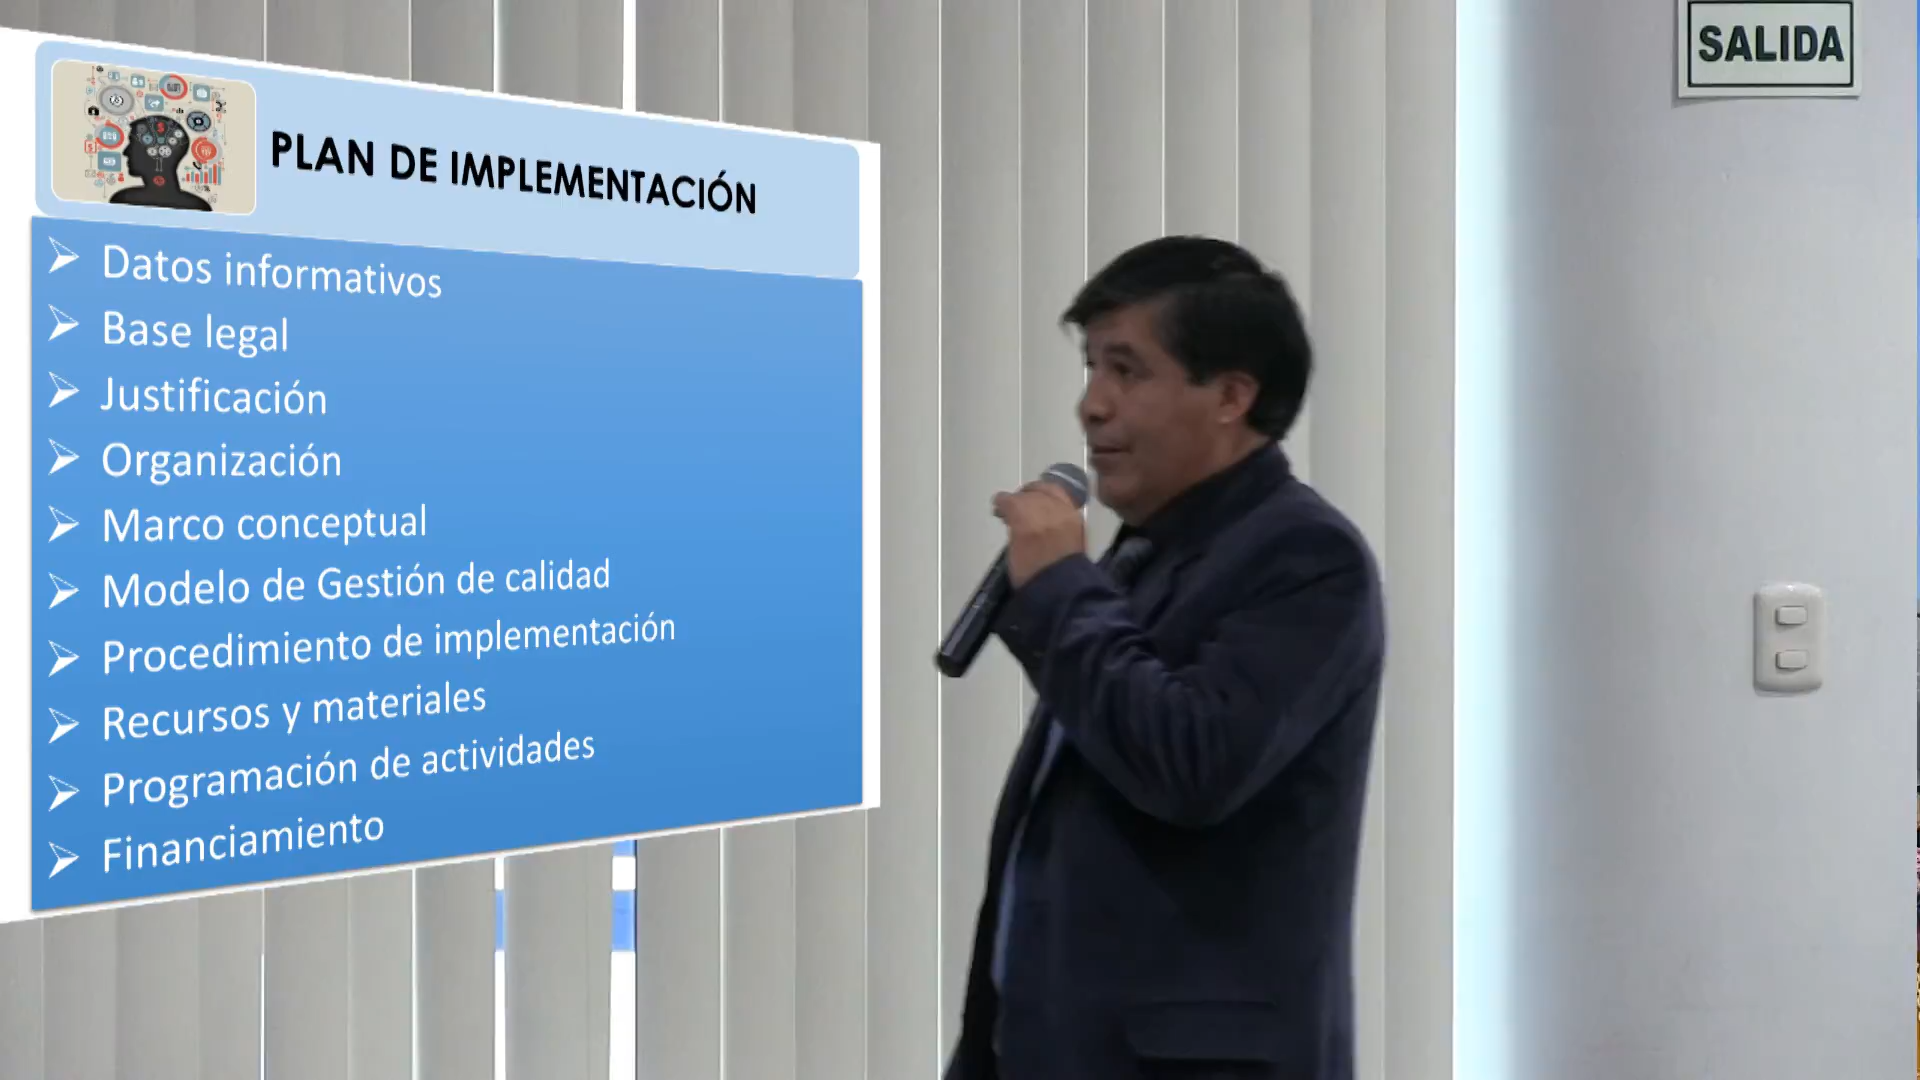 SALIDA
PLAN DE IMPLEMENTACIÓN
Datos informativos
Base legal
Justificación
Organización
Marco conceptual
Modelo de Gestión de calidad
Procedimiento de implementación
Recursos y materiales
Programación de actividades
Financiamiento